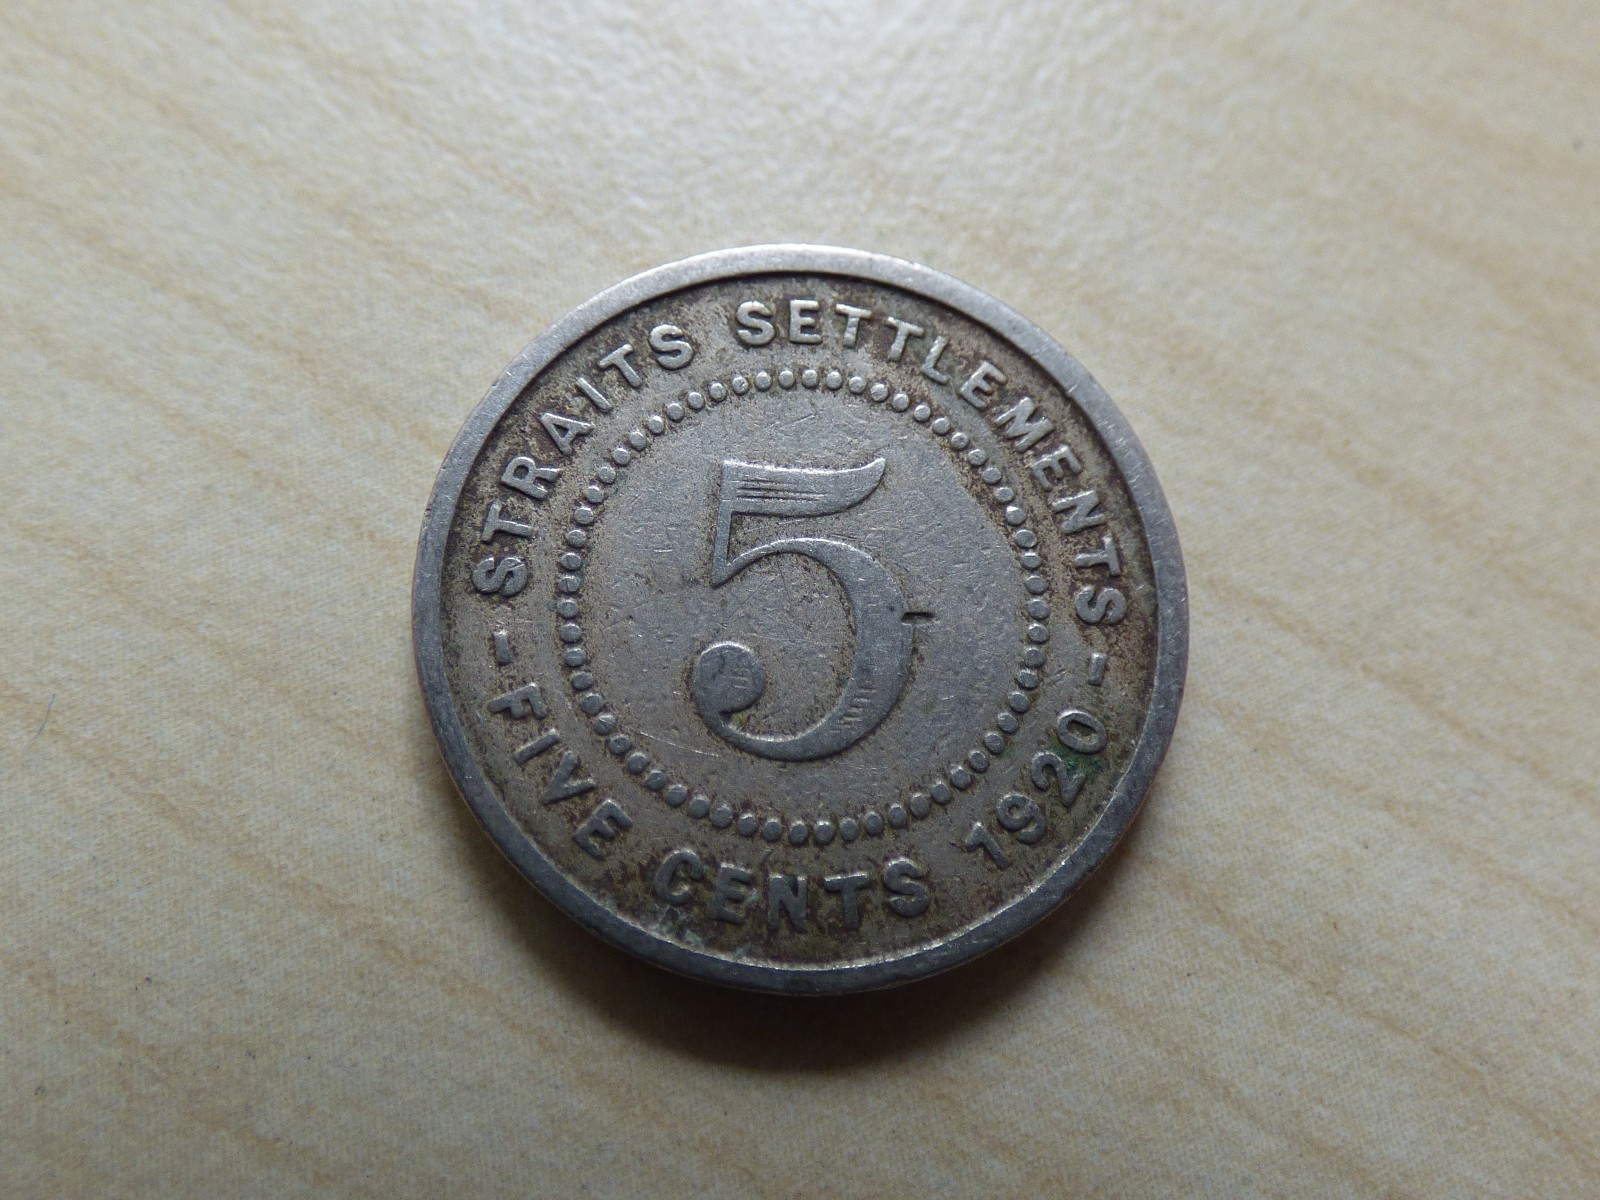 STRAITS SETTLEMENTS
5
- FIVE CENTS 1920 -